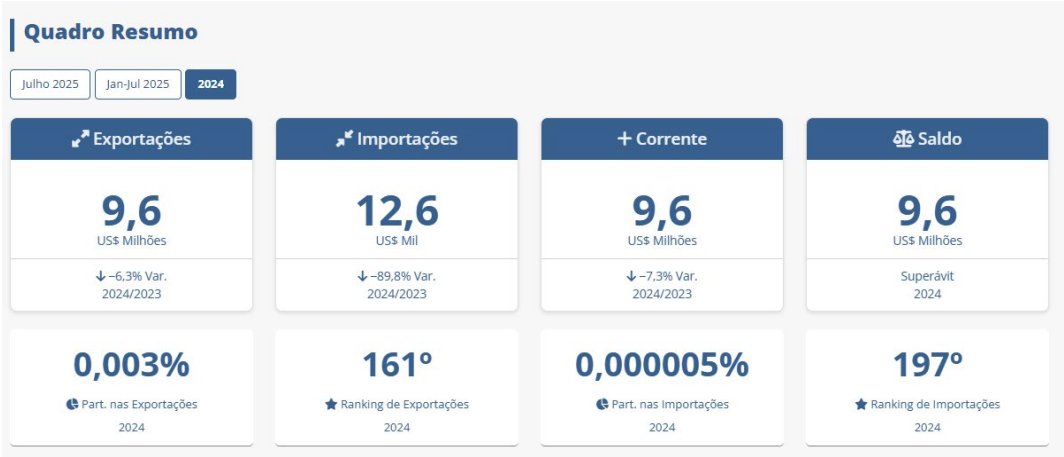 Quadro Resumo
Julho 2025
Jan-Jul 2025
2024
Exportações
9,6
US$ Milhões
−6,3% Var.
2024/2023
Importações
12,6
US$ Mil
−89,8% Var.
2024/2023
Corrente
9,6
US$ Milhões
−7,3% Var.
2024/2023
Saldo
9,6
US$ Milhões
Superávit
2024
0,003%
Part. nas Exportações
2024
161º
Ranking de Exportações
2024
0,000005%
Part. nas Importações
2024
197º
Ranking de Importações
2024